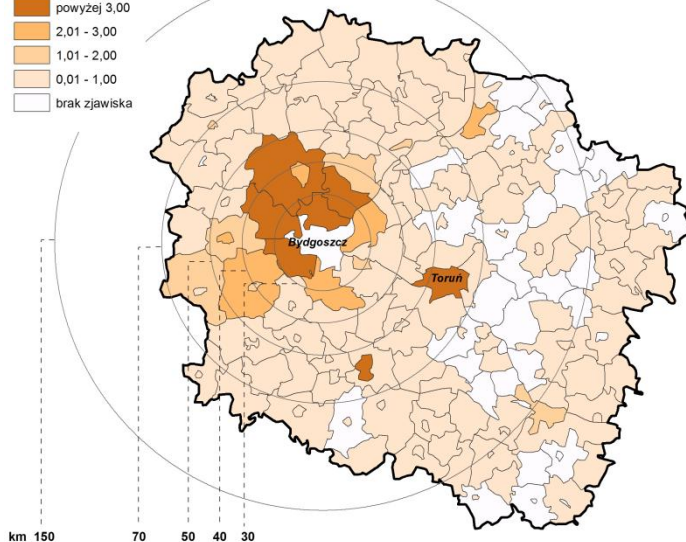 powyżej 3,00
2,01 - 3,00
1,01 - 2,00
0,01 - 1,00
brak zjawiska
Bydgoszcz
Toruń
km 150 70 50 40 30